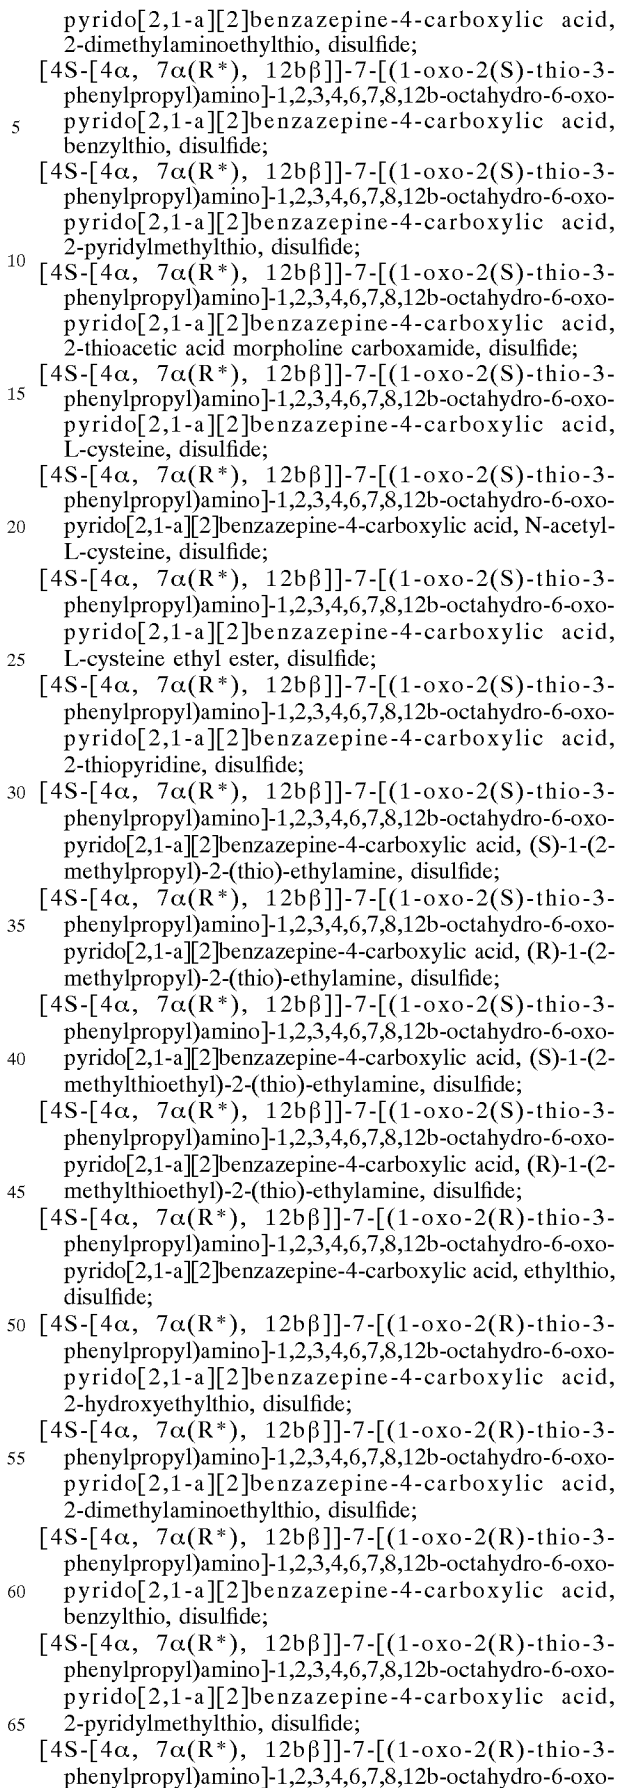 pyrido[2,1-a][2]benzazepine-4-carboxylic acid,
2-dimethylaminoethylthio, disulfide;
[4S-[4α, 7α(R*), 12bβ]]-7-[(1-oxo-2(S)-thio-3-
phenylpropyl)amino]-1,2,3,4,6,7,8,12b-octahydro-6-oxo-
5 pyrido[2,1-a][2]benzazepine-4-carboxylic acid,
benzylthio, disulfide;
[4S-[4α, 7α(R*), 12bβ]]-7-[(1-oxo-2(S)-thio-3-
phenylpropyl)amino]-1,2,3,4,6,7,8,12b-octahydro-6-oxo-
pyrido[2,1-a][2]benzazepine-4-carboxylic acid,
2-pyridylmethylthio, disulfide;
10 [4S-[4α, 7α(R*), 12bβ]]-7-[(1-oxo-2(S)-thio-3-
phenylpropyl)amino]-1,2,3,4,6,7,8,12b-octahydro-6-oxo-
pyrido[2,1-a][2]benzazepine-4-carboxylic acid,
2-thioacetic acid morpholine carboxamide, disulfide;
[4S-[4α, 7α(R*), 12bβ]]-7-[(1-oxo-2(S)-thio-3-
15 phenylpropyl)amino]-1,2,3,4,6,7,8,12b-octahydro-6-oxo-
pyrido[2,1-a][2]benzazepine-4-carboxylic acid,
L-cysteine, disulfide;
[4S-[4α, 7α(R*), 12bβ]]-7-[(1-oxo-2(S)-thio-3-
phenylpropyl)amino]-1,2,3,4,6,7,8,12b-octahydro-6-oxo-
20 pyrido[2,1-a][2]benzazepine-4-carboxylic acid, N-acetyl-
L-cysteine, disulfide;
[4S-[4α, 7α(R*), 12bβ]]-7-[(1-oxo-2(S)-thio-3-
phenylpropyl)amino]-1,2,3,4,6,7,8,12b-octahydro-6-oxo-
pyrido[2,1-a][2]benzazepine-4-carboxylic acid,
25 L-cysteine ethyl ester, disulfide;
[4S-[4α, 7α(R*), 12bβ]]-7-[(1-oxo-2(S)-thio-3-
phenylpropyl)amino]-1,2,3,4,6,7,8,12b-octahydro-6-oxo-
pyrido[2,1-a][2]benzazepine-4-carboxylic acid,
2-thiopyridine, disulfide;
30 [4S-[4α, 7α(R*), 12bβ]]-7-[(1-oxo-2(S)-thio-3-
phenylpropyl)amino]-1,2,3,4,6,7,8,12b-octahydro-6-oxo-
pyrido[2,1-a][2]benzazepine-4-carboxylic acid, (S)-1-(2-
methylpropyl)-2-(thio)-ethylamine, disulfide;
[4S-[4α, 7α(R*), 12bβ]]-7-[(1-oxo-2(S)-thio-3-
35 phenylpropyl)amino]-1,2,3,4,6,7,8,12b-octahydro-6-oxo-
pyrido[2,1-a][2]benzazepine-4-carboxylic acid, (R)-1-(2-
methylpropyl)-2-(thio)-ethylamine, disulfide;
[4S-[4α, 7α(R*), 12bβ]]-7-[(1-oxo-2(S)-thio-3-
phenylpropyl)amino]-1,2,3,4,6,7,8,12b-octahydro-6-oxo-
40 pyrido[2,1-a][2]benzazepine-4-carboxylic acid, (S)-1-(2-
methylthioethyl)-2-(thio)-ethylamine, disulfide;
[4S-[4α, 7α(R*), 12bβ]]-7-[(1-oxo-2(S)-thio-3-
phenylpropyl)amino]-1,2,3,4,6,7,8,12b-octahydro-6-oxo-
pyrido[2,1-a][2]benzazepine-4-carboxylic acid, (R)-1-(2-
45 methylthioethyl)-2-(thio)-ethylamine, disulfide;
[4S-[4α, 7α(R*), 12bβ]]-7-[(1-oxo-2(R)-thio-3-
phenylpropyl)amino]-1,2,3,4,6,7,8,12b-octahydro-6-oxo-
pyrido[2,1-a][2]benzazepine-4-carboxylic acid, ethylthio,
disulfide;
50 [4S-[4α, 7α(R*), 12bβ]]-7-[(1-oxo-2(R)-thio-3-
phenylpropyl)amino]-1,2,3,4,6,7,8,12b-octahydro-6-oxo-
pyrido[2,1-a][2]benzazepine-4-carboxylic acid,
2-hydroxyethylthio, disulfide;
[4S-[4α, 7α(R*), 12bβ]]-7-[(1-oxo-2(R)-thio-3-
55 phenylpropyl)amino]-1,2,3,4,6,7,8,12b-octahydro-6-oxo-
pyrido[2,1-a][2]benzazepine-4-carboxylic acid,
2-dimethylaminoethylthio, disulfide;
[4S-[4α, 7α(R*), 12bβ]]-7-[(1-oxo-2(R)-thio-3-
phenylpropyl)amino]-1,2,3,4,6,7,8,12b-octahydro-6-oxo-
60 pyrido[2,1-a][2]benzazepine-4-carboxylic acid,
benzylthio, disulfide;
[4S-[4α, 7α(R*), 12bβ]]-7-[(1-oxo-2(R)-thio-3-
phenylpropyl)amino]-1,2,3,4,6,7,8,12b-octahydro-6-oxo-
pyrido[2,1-a][2]benzazepine-4-carboxylic acid,
65 2-pyridylmethylthio, disulfide;
[4S-[4α, 7α(R*), 12bβ]]-7-[(1-oxo-2(R)-thio-3-
phenylpropyl)amino]-1,2,3,4,6,7,8,12b-octahydro-6-oxo-